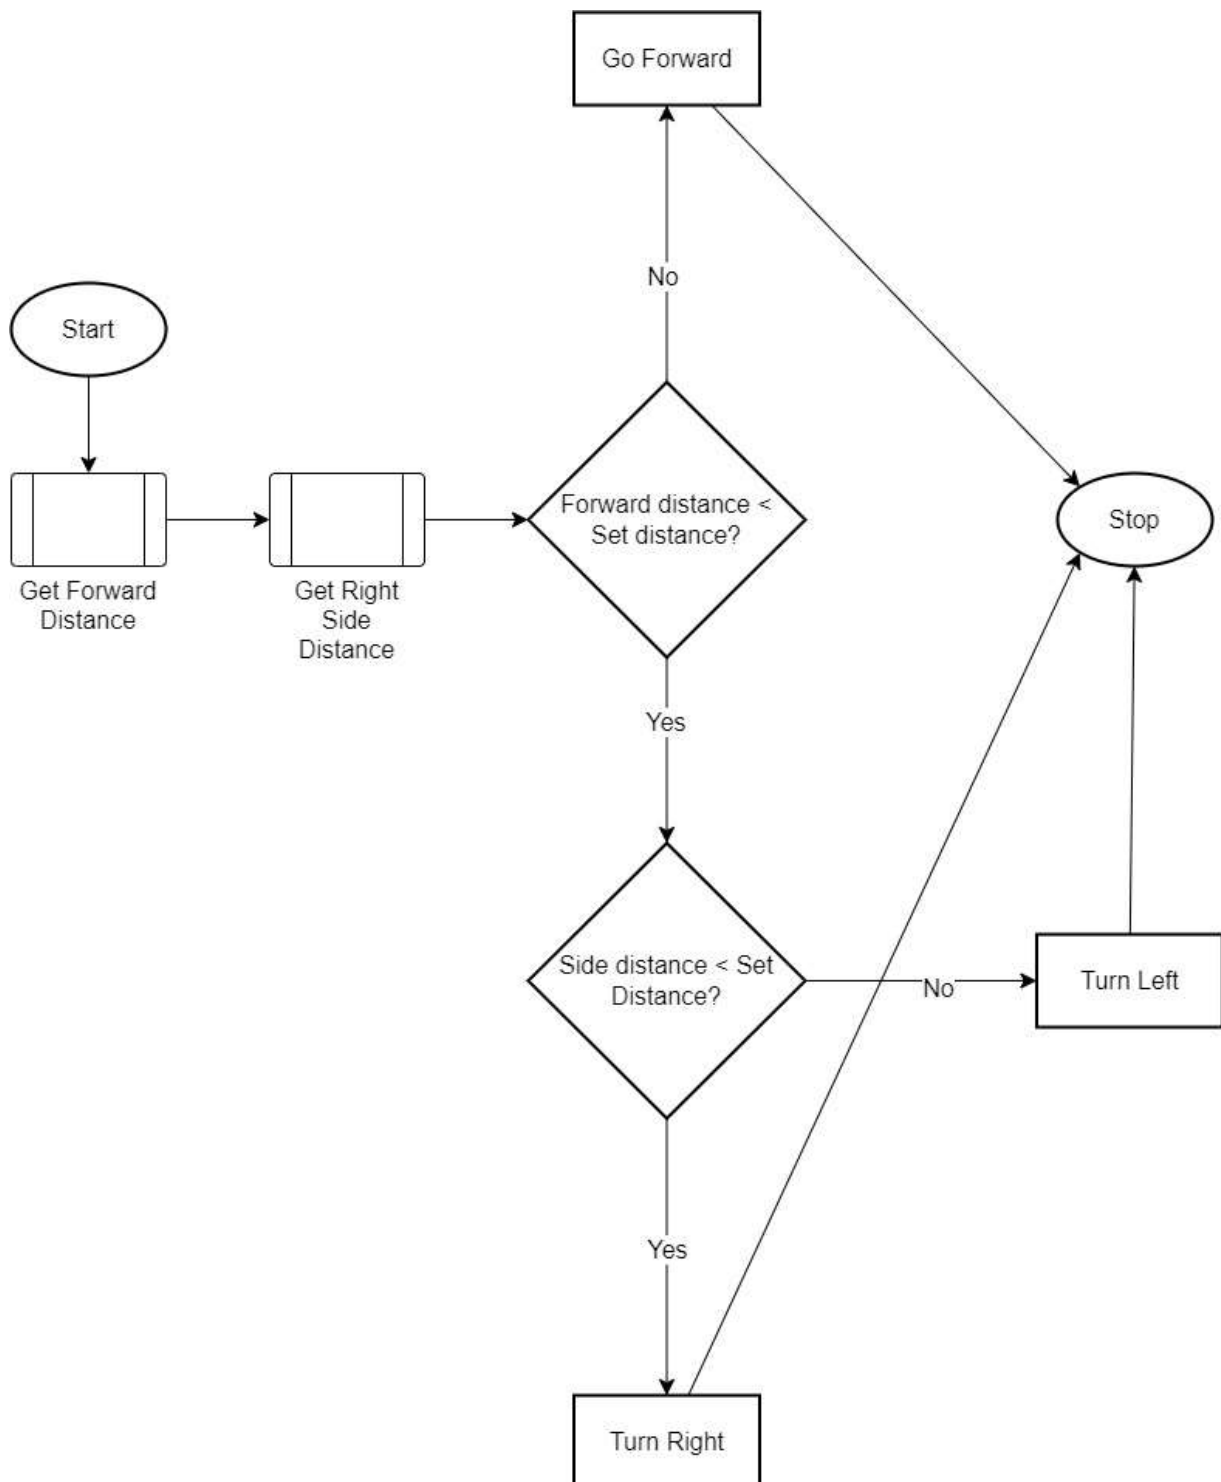 Go Forward
No
Start
Forward distance <
Set distance?
Stop
Get Forward
Distance
Get Right
Side
Distance
Yes
Side distance < Set
Distance?
No
Turn Left
Yes
Turn Right